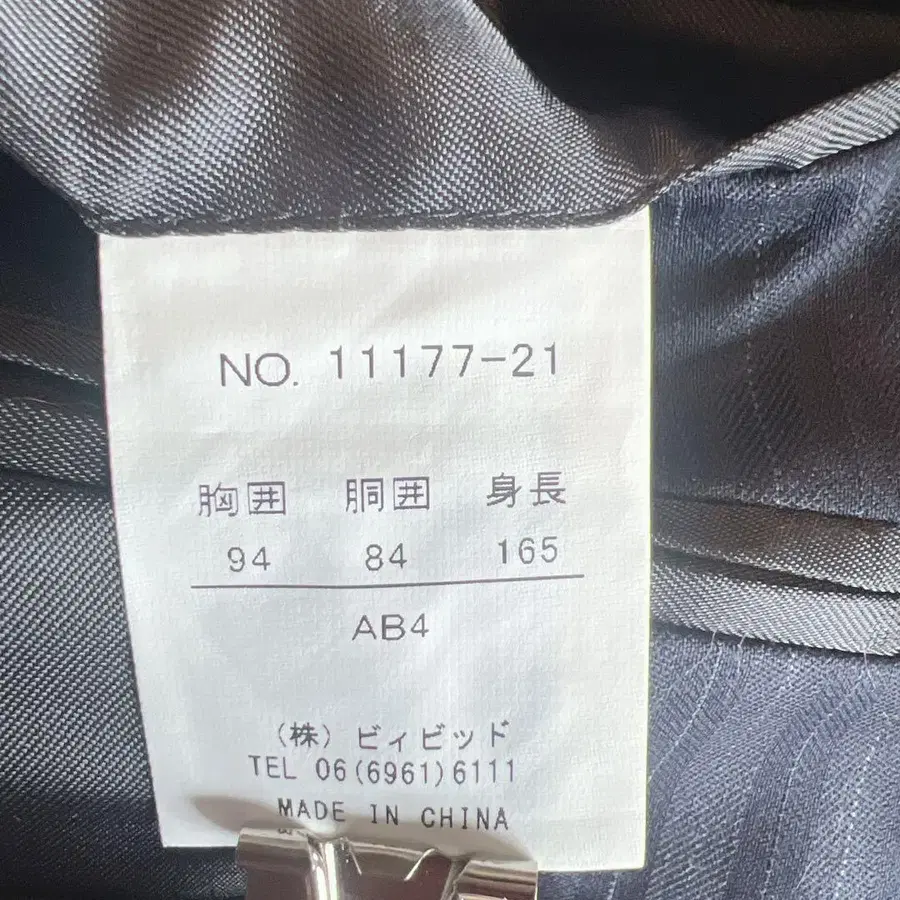 NO. 11177-21
胸囲 胴囲 身長
94 84 165
AB4
(株) ビィビッド
TEL 06(6961)6111
MADE IN CHINA